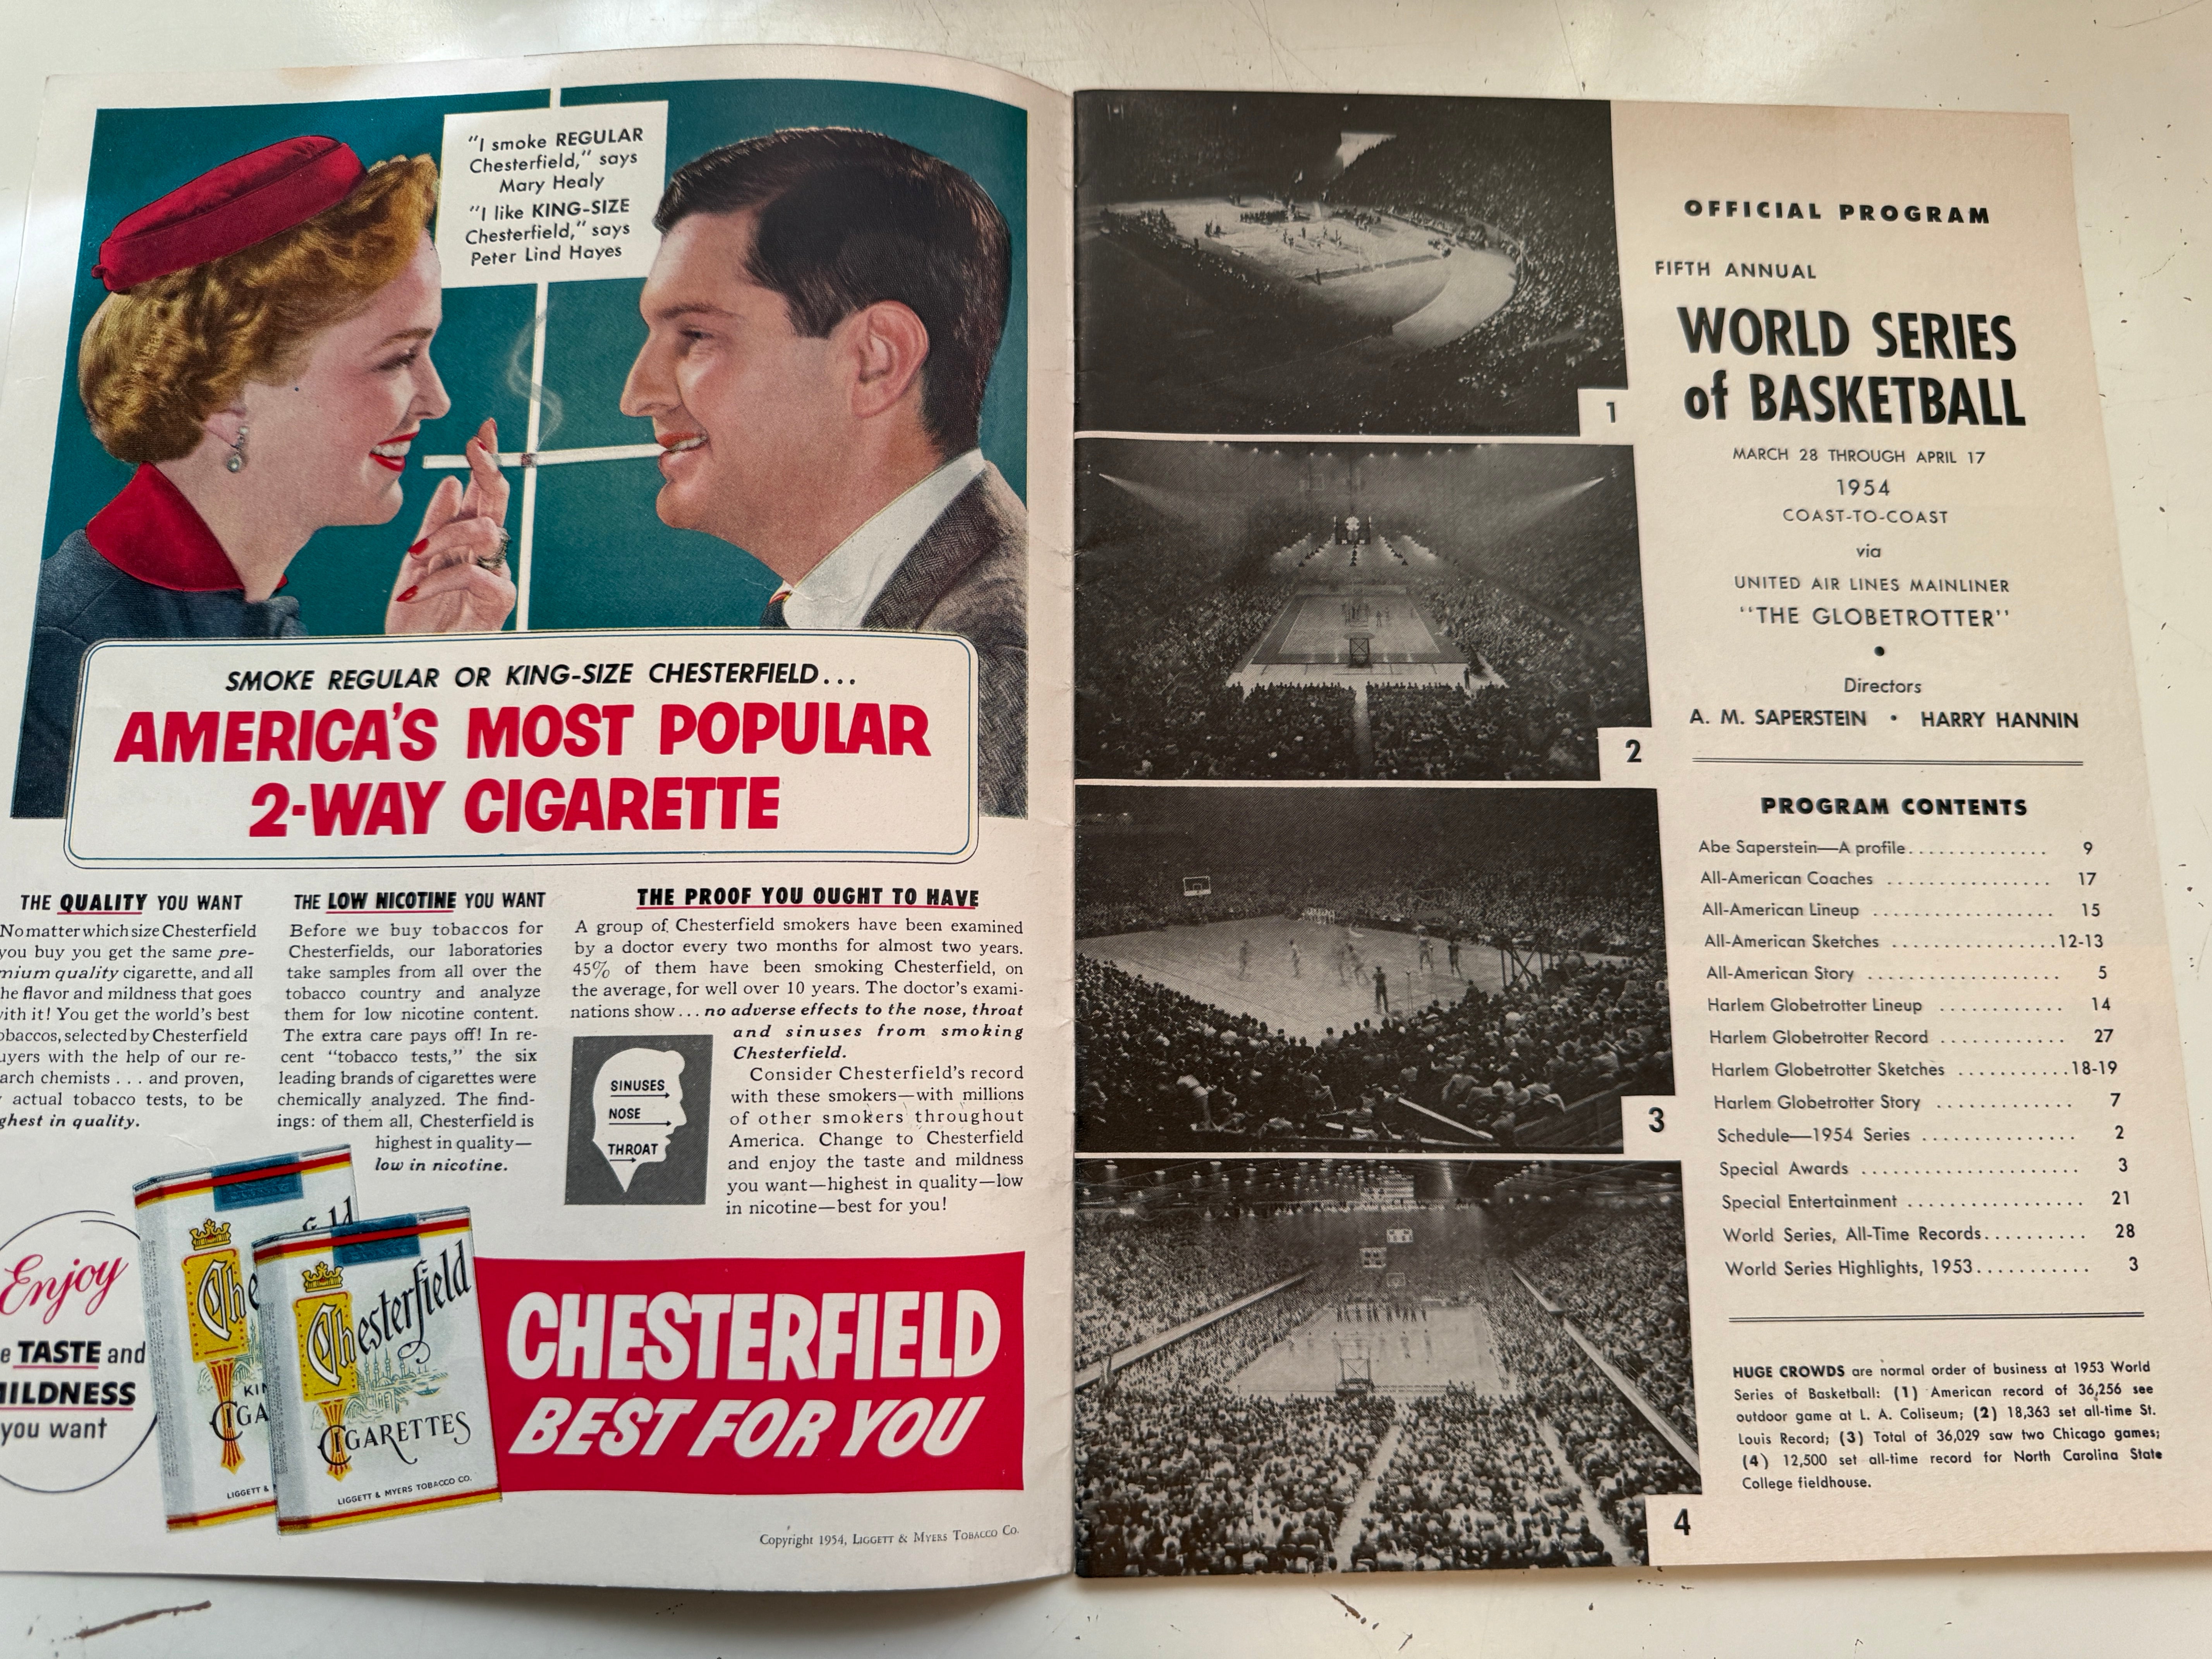 "I smoke REGULAR
Chesterfield," says
Mary Healy
"I like KING-SIZE
Chesterfield," says
Peter Lind Hayes
SMOKE REGULAR OR KING-SIZE CHESTERFIELD...
AMERICA'S MOST POPULAR
2-WAY CIGARETTE
THE QUALITY YOU WANT
No matter which size Chesterfield
you buy you get the same pre-
mium quality cigarette, and all
he flavor and mildness that goes
ith it! You get the world's best
obaccos, selected by Chesterfield
uyers with the help of our re-
arch chemists . . . and proven,
actual tobacco tests, to be
ghest in quality.
THE LOW NICOTINE YOU WANT
Before we buy tobaccos for
Chesterfields, our laboratories
take samples from all over the
tobacco country and analyze
them for low nicotine content.
The extra care pays off! In re-
cent "tobacco tests," the six
leading brands of cigarettes were
chemically analyzed. The find-
ings: of them all, Chesterfield is
highest in quality—
low in nicotine.
THE PROOF YOU OUGHT TO HAVE
A group of Chesterfield smokers have been examined
by a doctor every two months for almost two years.
45% of them have been smoking Chesterfield, on
the average, for well over 10 years. The doctor's exami-
nations show . . . no adverse effects to the nose, throat
and sinuses from smoking
Chesterfield.
Consider Chesterfield's record
with these smokers—with millions
of other smokers throughout
America. Change to Chesterfield
and enjoy the taste and mildness
you want—highest in quality—low
in nicotine—best for you!
SINUSES
NOSE
THROAT
Enjoy
e TASTE and
MILDNESS
you want
Che
KIN
CIGA
LIGGETT &
Chesterfield
CIGARETTES
LIGGETT & MYERS TOBACCO CO.
CHESTERFIELD
BEST FOR YOU
Copyright 1954, LIGGETT & MYERS TOBACCO CO.
1
2
3
4
OFFICIAL PROGRAM
FIFTH ANNUAL
WORLD SERIES
of BASKETBALL
MARCH 28 THROUGH APRIL 17
1954
COAST-TO-COAST
via
UNITED AIR LINES MAINLINER
"THE GLOBETROTTER"
•
Directors
A. M. SAPERSTEIN • HARRY HANNIN
PROGRAM CONTENTS
Abe Saperstein—A profile.............. 9
All-American Coaches ................ 17
All-American Lineup .................. 15
All-American Sketches ................12-13
All-American Story ................... 5
Harlem Globetrotter Lineup ............ 14
Harlem Globetrotter Record ............ 27
Harlem Globetrotter Sketches ...........18-19
Harlem Globetrotter Story ............. 7
Schedule—1954 Series ............... 2
Special Awards ...................... 3
Special Entertainment ................. 21
World Series, All-Time Records.......... 28
World Series Highlights, 1953........... 3
HUGE CROWDS are normal order of business at 1953 World
Series of Basketball: (1) American record of 36,256 see
outdoor game at L. A. Coliseum; (2) 18,363 set all-time St.
Louis Record; (3) Total of 36,029 saw two Chicago games;
(4) 12,500 set all-time record for North Carolina State
College fieldhouse.